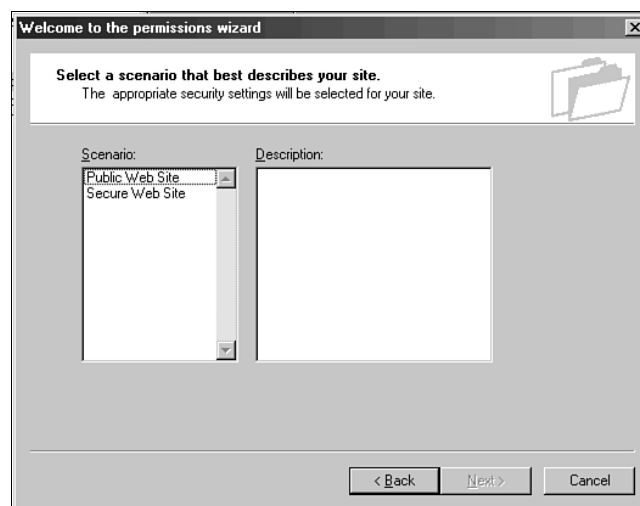 Welcome to the permissions wizard
Select a scenario that best describes your site.
The appropriate security settings will be selected for your site.
Scenario:
Description:
Public Web Site
Secure Web Site
< Back
Next >
Cancel